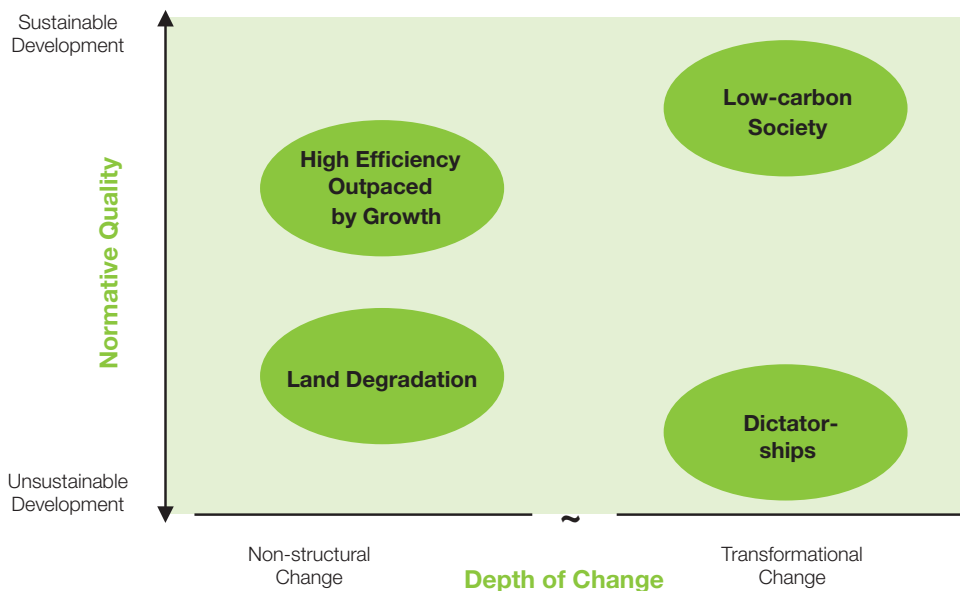 Sustainable
Development
Low-carbon
Society
High Efficiency
Outpaced
by Growth
Normative Quality
Land Degradation
Dictator-
ships
Unsustainable
Development
~
Non-structural
Change
Depth of Change
Transformational
Change